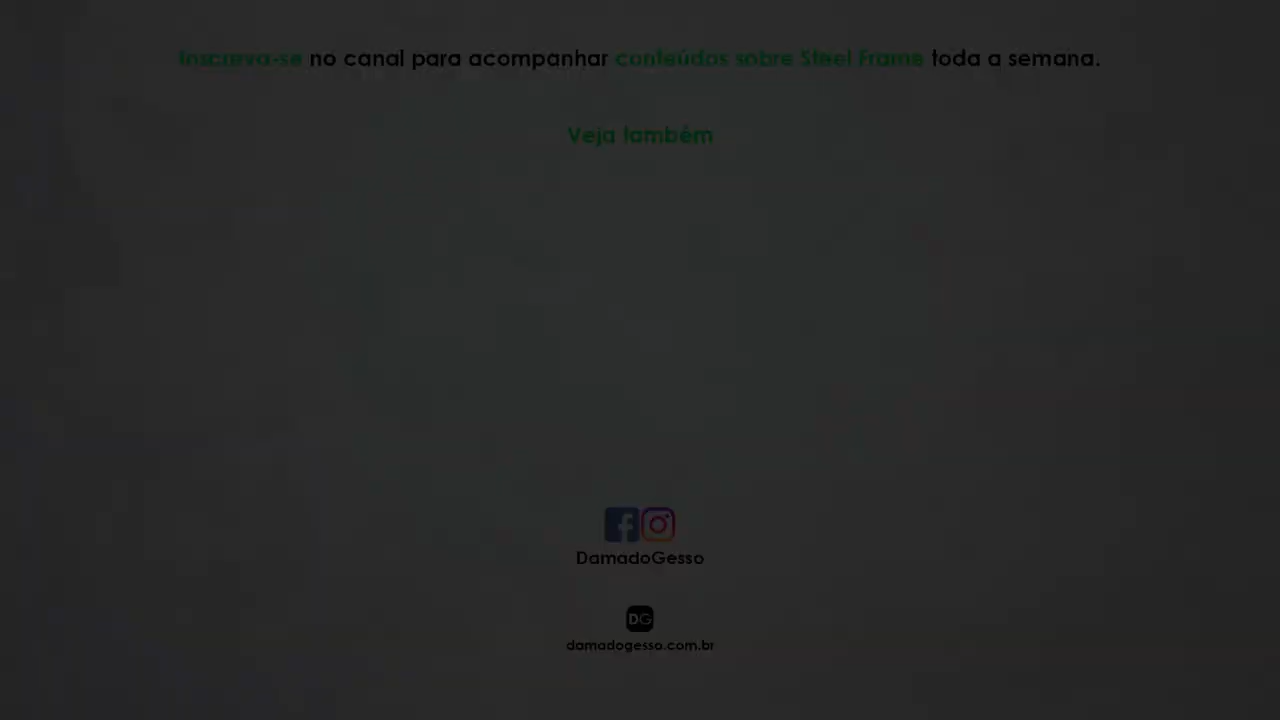 Inscreva-se no canal para acompanhar conteúdos sobre Steel Frame toda a semana.
Veja também
DamadoGesso
DG
damadogesso.com.br